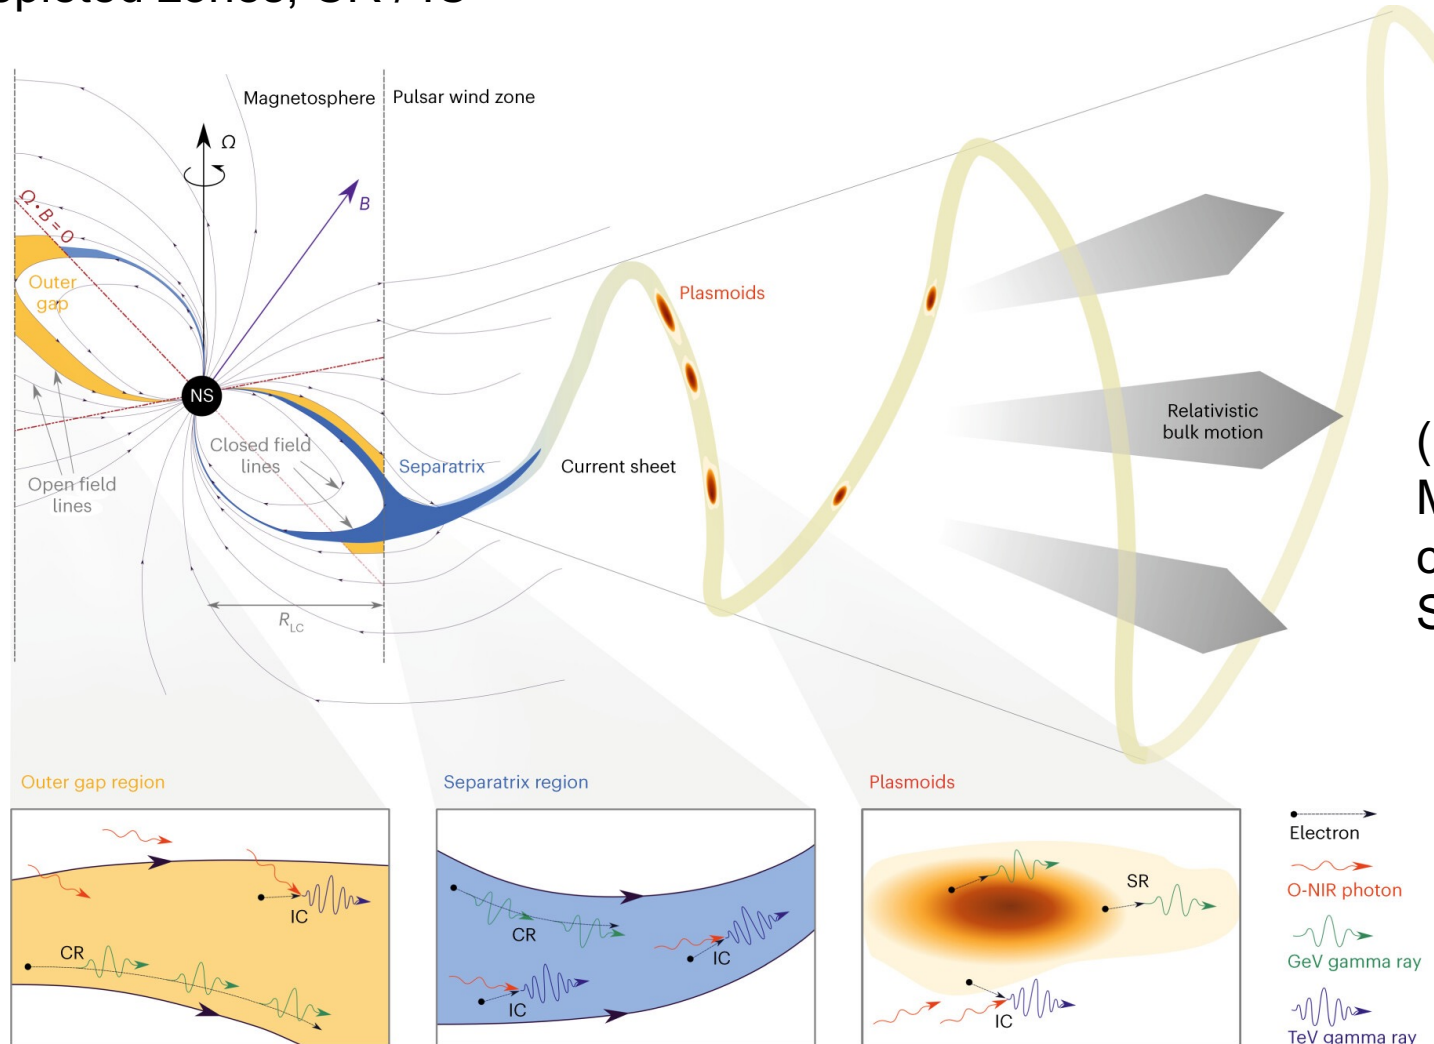 Magnetosphere
Pulsar wind zone
Ω
B
Ω • B = 0
Outer
gap
NS
Plasmoids
Closed field
lines
Separatrix
Current sheet
Open field
lines
R_LC
Relativistic
bulk motion
(
Outer gap region
Separatrix region
Plasmoids
IC
CR
CR
IC
IC
SR
IC
Electron
O-NIR photon
GeV gamma ray
TeV gamma ray